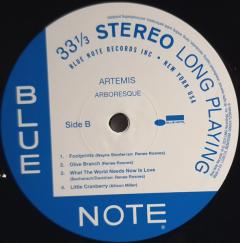 33⅓ STEREO LONG PLAYING
BLUE NOTE RECORDS INC • NEW YORK USA
ARTEMIS
ARBORESQUE
Side B
BLUE NOTE
1. Footprints (Wayne Shorter/arr. Renee Rosnes)
2. Olive Branch (Renee Rosnes)
3. What The World Needs Now Is Love
(Bacharach/David/arr. Renee Rosnes)
4. Little Cranberry (Allison Miller)
BLUE
NOTE®